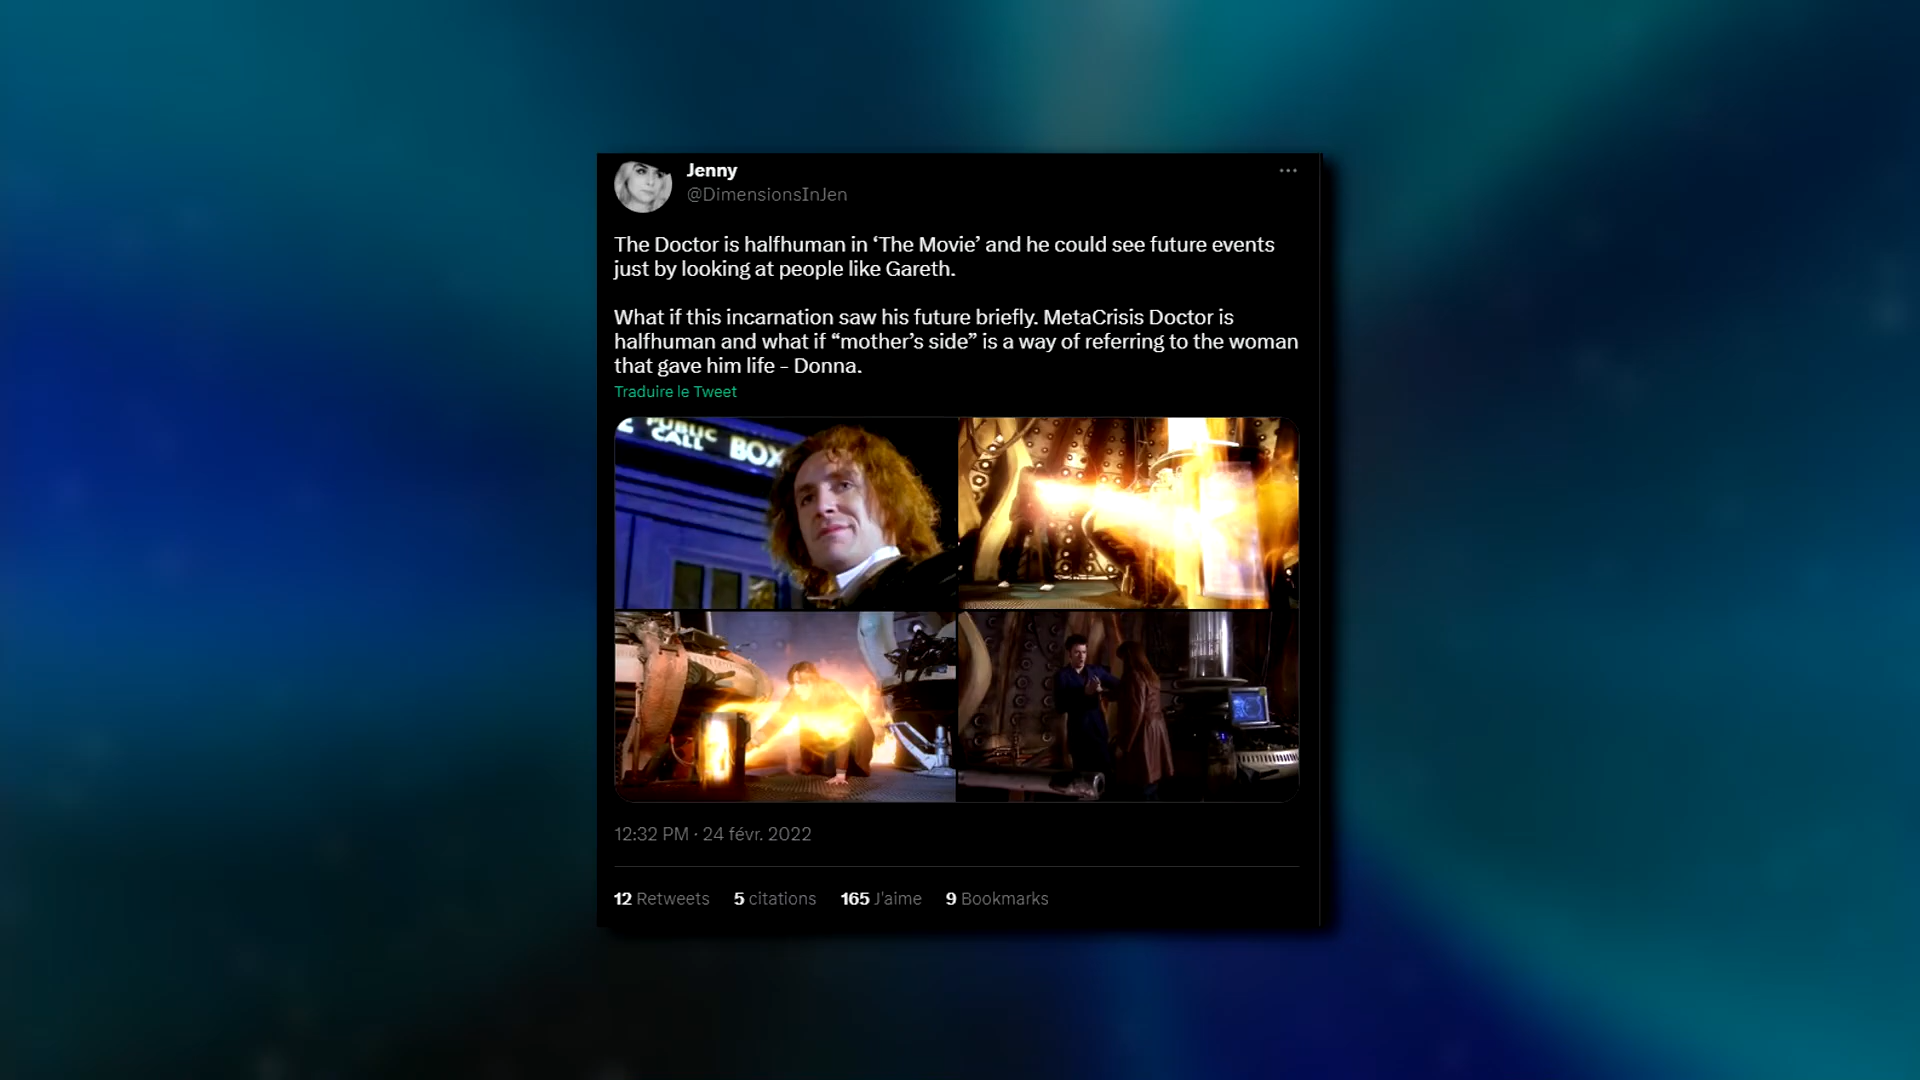 Jenny
@DimensionsInJen
The Doctor is halfhuman in ‘The Movie’ and he could see future events
just by looking at people like Gareth.
What if this incarnation saw his future briefly. MetaCrisis Doctor is
halfhuman and what if “mother’s side” is a way of referring to the woman
that gave him life - Donna.
Traduire le Tweet
PUBLIC
CALL BOX
12:32 PM · 24 févr. 2022
12 Retweets 5 citations 165 J'aime 9 Bookmarks